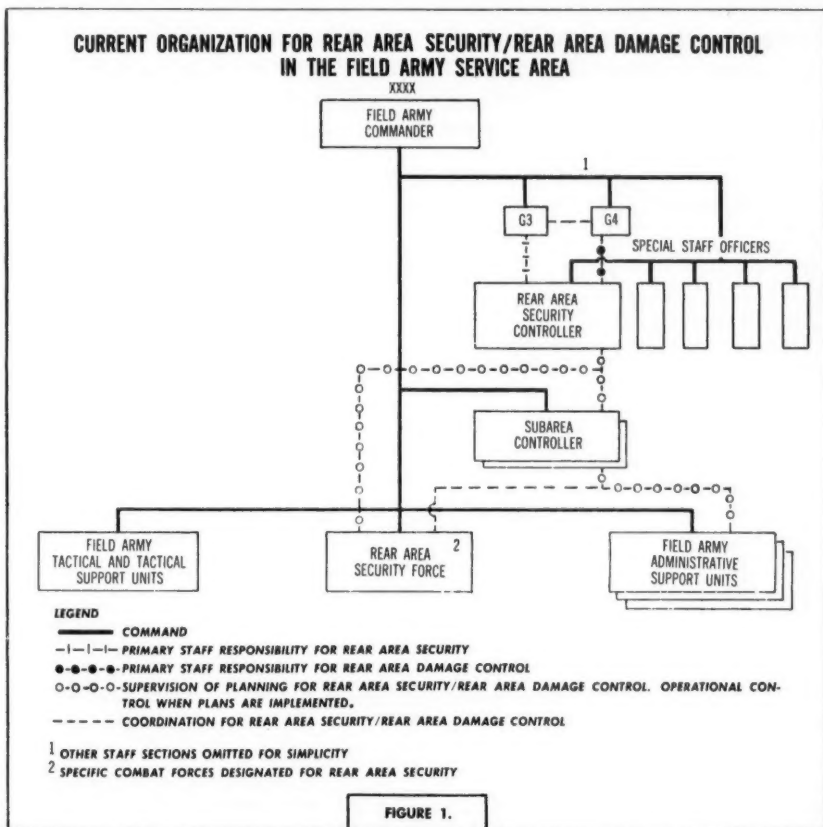 CURRENT ORGANIZATION FOR REAR AREA SECURITY/REAR AREA DAMAGE CONTROL
IN THE FIELD ARMY SERVICE AREA
XXXX
FIELD ARMY
COMMANDER
1
G3
G4
SPECIAL STAFF OFFICERS
REAR AREA
SECURITY
CONTROLLER
SUBAREA
CONTROLLER
FIELD ARMY
TACTICAL AND TACTICAL
SUPPORT UNITS
REAR AREA
SECURITY FORCE
2
FIELD ARMY
ADMINISTRATIVE
SUPPORT UNITS
LEGEND
COMMAND
PRIMARY STAFF RESPONSIBILITY FOR REAR AREA SECURITY
PRIMARY STAFF RESPONSIBILITY FOR REAR AREA DAMAGE CONTROL
SUPERVISION OF PLANNING FOR REAR AREA SECURITY/REAR AREA DAMAGE CONTROL. OPERATIONAL CON-
TROL WHEN PLANS ARE IMPLEMENTED.
COORDINATION FOR REAR AREA SECURITY/REAR AREA DAMAGE CONTROL
1 OTHER STAFF SECTIONS OMITTED FOR SIMPLICITY
2 SPECIFIC COMBAT FORCES DESIGNATED FOR REAR AREA SECURITY
FIGURE 1.